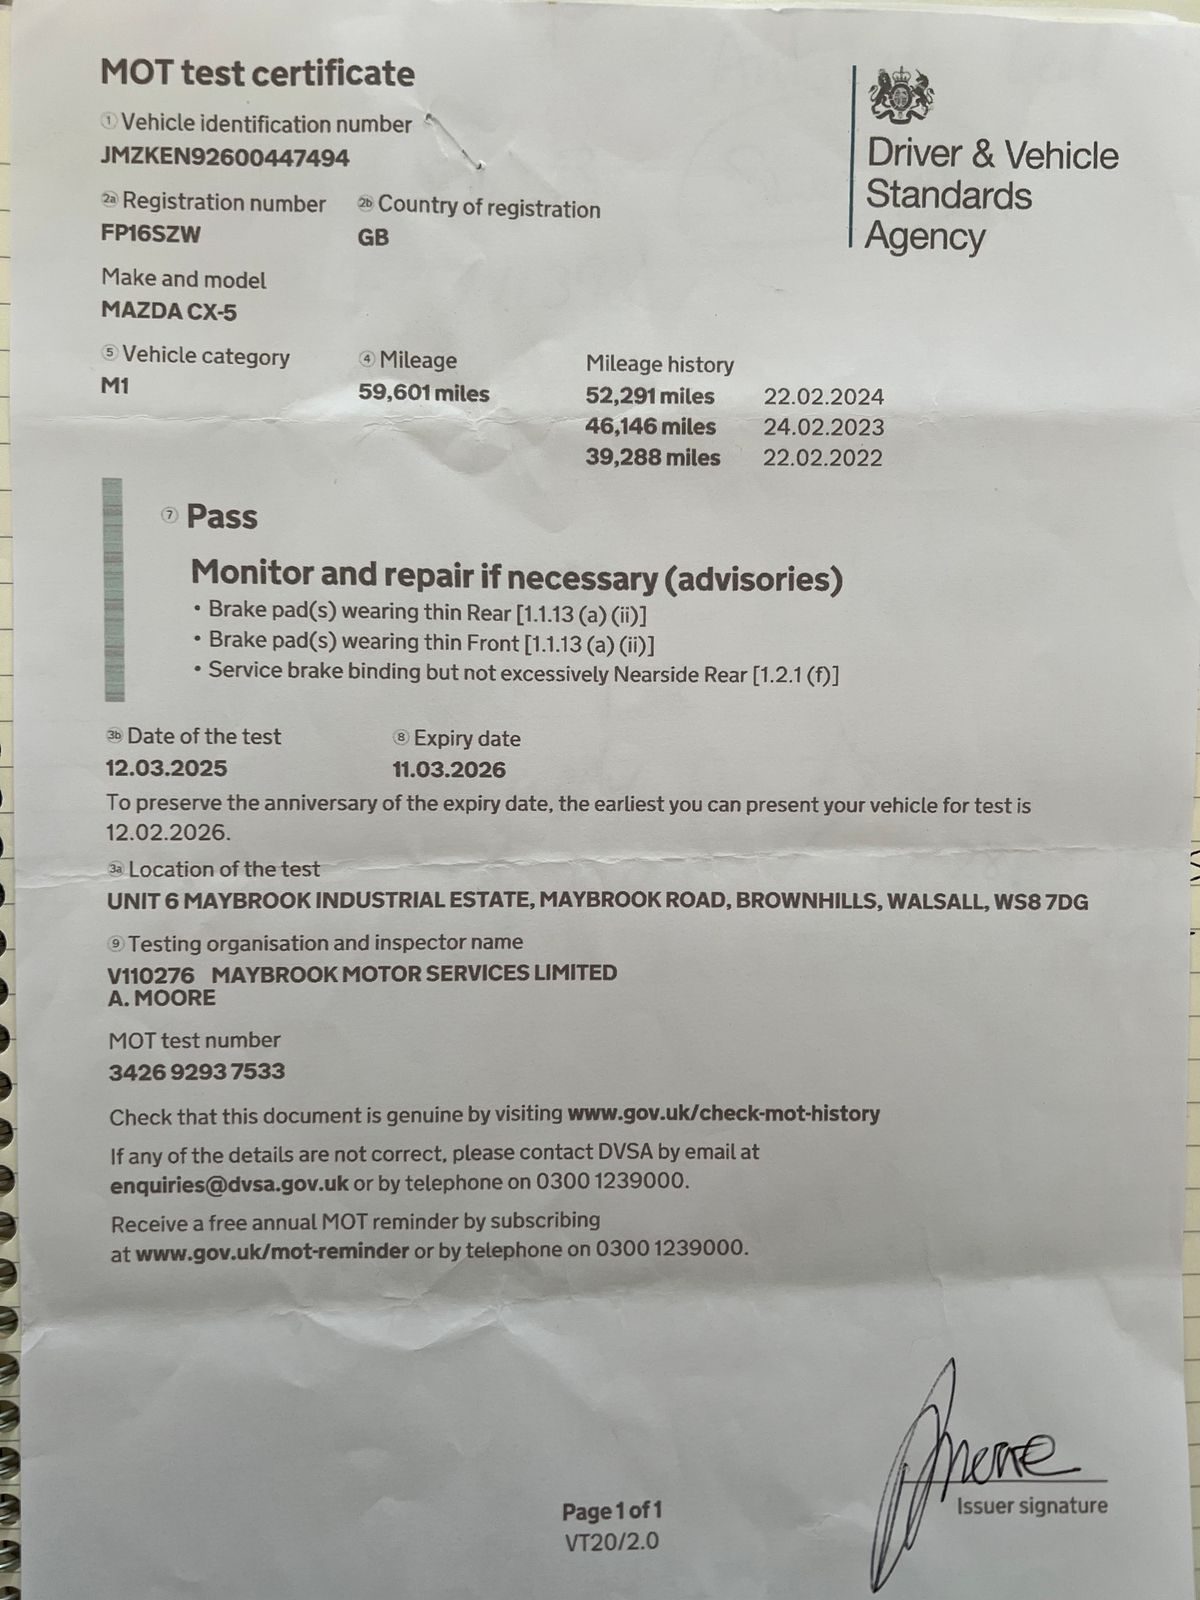 MOT test certificate
1 Vehicle identification number
JMZKEN92600447494
2a Registration number 2b Country of registration
FP16SZW GB
Make and model
MAZDA CX-5
5 Vehicle category 4 Mileage Mileage history
M1 59,601 miles 52,291 miles 22.02.2024
46,146 miles 24.02.2023
39,288 miles 22.02.2022
Driver & Vehicle
Standards
Agency
7 Pass
Monitor and repair if necessary (advisories)
• Brake pad(s) wearing thin Rear [1.1.13 (a) (ii)]
• Brake pad(s) wearing thin Front [1.1.13 (a) (ii)]
• Service brake binding but not excessively Nearside Rear [1.2.1 (f)]
3b Date of the test 8 Expiry date
12.03.2025 11.03.2026
To preserve the anniversary of the expiry date, the earliest you can present your vehicle for test is
12.02.2026.
3a Location of the test
UNIT 6 MAYBROOK INDUSTRIAL ESTATE, MAYBROOK ROAD, BROWNHILLS, WALSALL, WS8 7DG
9 Testing organisation and inspector name
V110276 MAYBROOK MOTOR SERVICES LIMITED
A. MOORE
MOT test number
3426 9293 7533
Check that this document is genuine by visiting www.gov.uk/check-mot-history
If any of the details are not correct, please contact DVSA by email at
enquiries@dvsa.gov.uk or by telephone on 0300 1239000.
Receive a free annual MOT reminder by subscribing
at www.gov.uk/mot-reminder or by telephone on 0300 1239000.
Issuer signature
Page 1 of 1
VT20/2.0